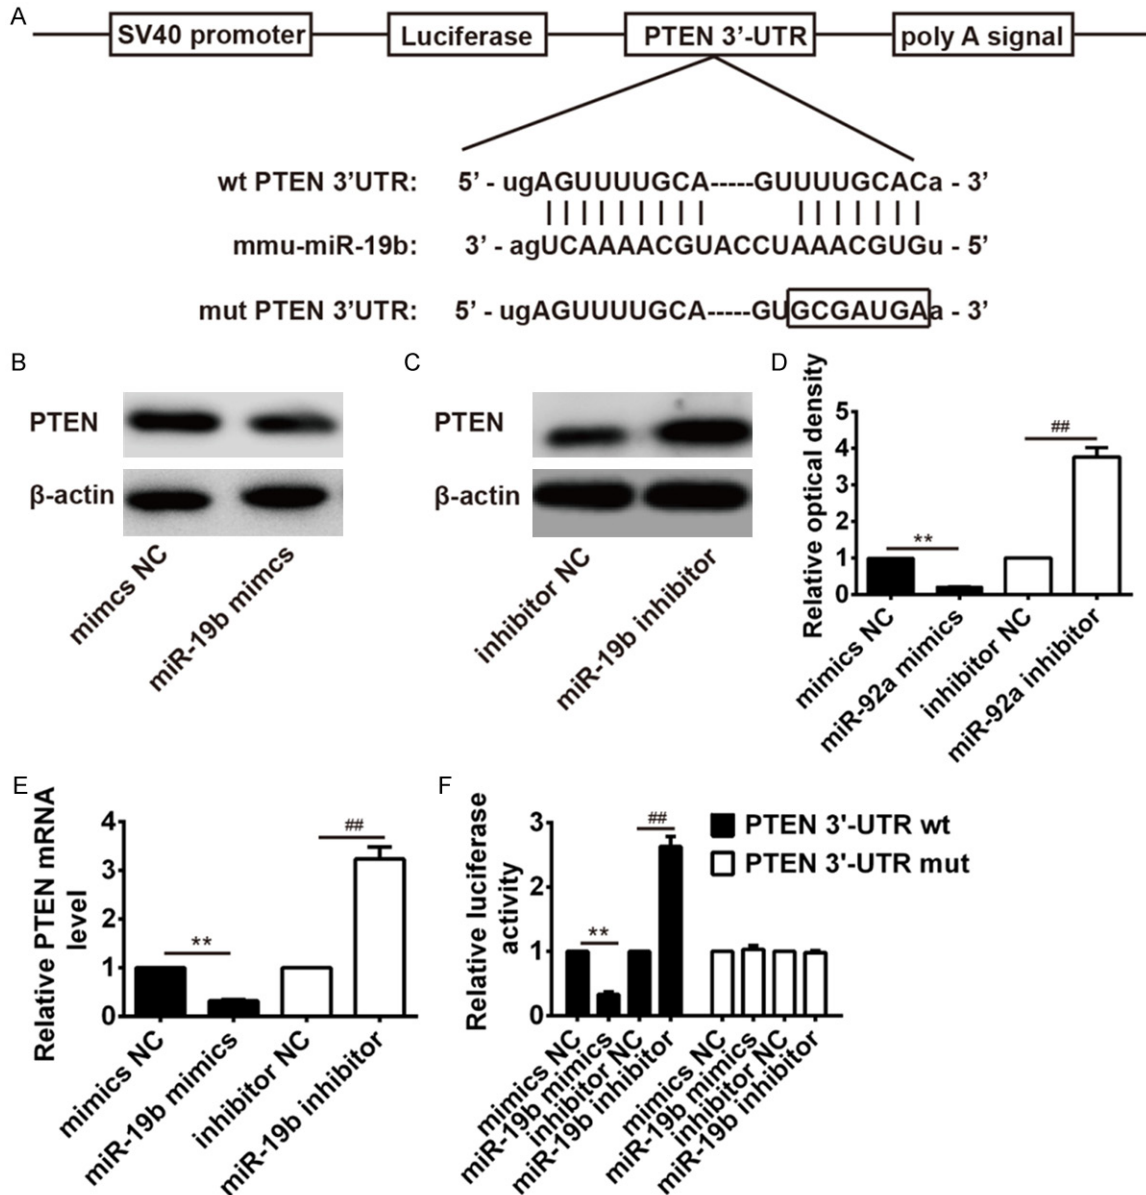 A
SV40 promoter
Luciferase
PTEN 3'-UTR
poly A signal
wt PTEN 3'UTR: 5' - ugAGUUUUGCA-----GUUUUGCACa - 3'
mmu-miR-19b: 3' - agUCAAAACGUACCUAAACGUGu - 5'
mut PTEN 3'UTR: 5' - ugAGUUUUGCA-----GUGCGAUGAa - 3'
B
PTEN
β-actin
mimcs NC
miR-19b mimcs
C
PTEN
β-actin
inhibitor NC
miR-19b inhibitor
D
Relative optical density
5
4
3
2
1
0
**
##
mimics NC
miR-92a mimics
inhibitor NC
miR-92a inhibitor
E
Relative PTEN mRNA
level
4
3
2
1
0
**
##
mimics NC
miR-19b mimics
inhibitor NC
miR-19b inhibitor
F
Relative luciferase
activity
3
2
1
0
**
##
PTEN 3'-UTR wt
PTEN 3'-UTR mut
mimics NC
miR-19b mimics
inhibitor NC
miR-19b inhibitor
mimics NC
miR-19b mimics
inhibitor NC
miR-19b inhibitor